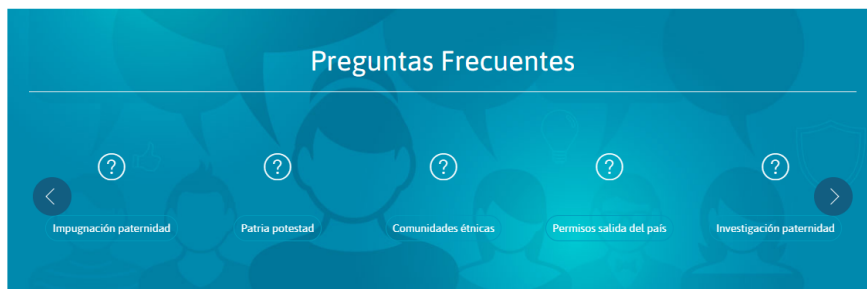 Preguntas Frecuentes
Impugnación paternidad
Patria potestad
Comunidades étnicas
Permisos salida del país
Investigación paternidad